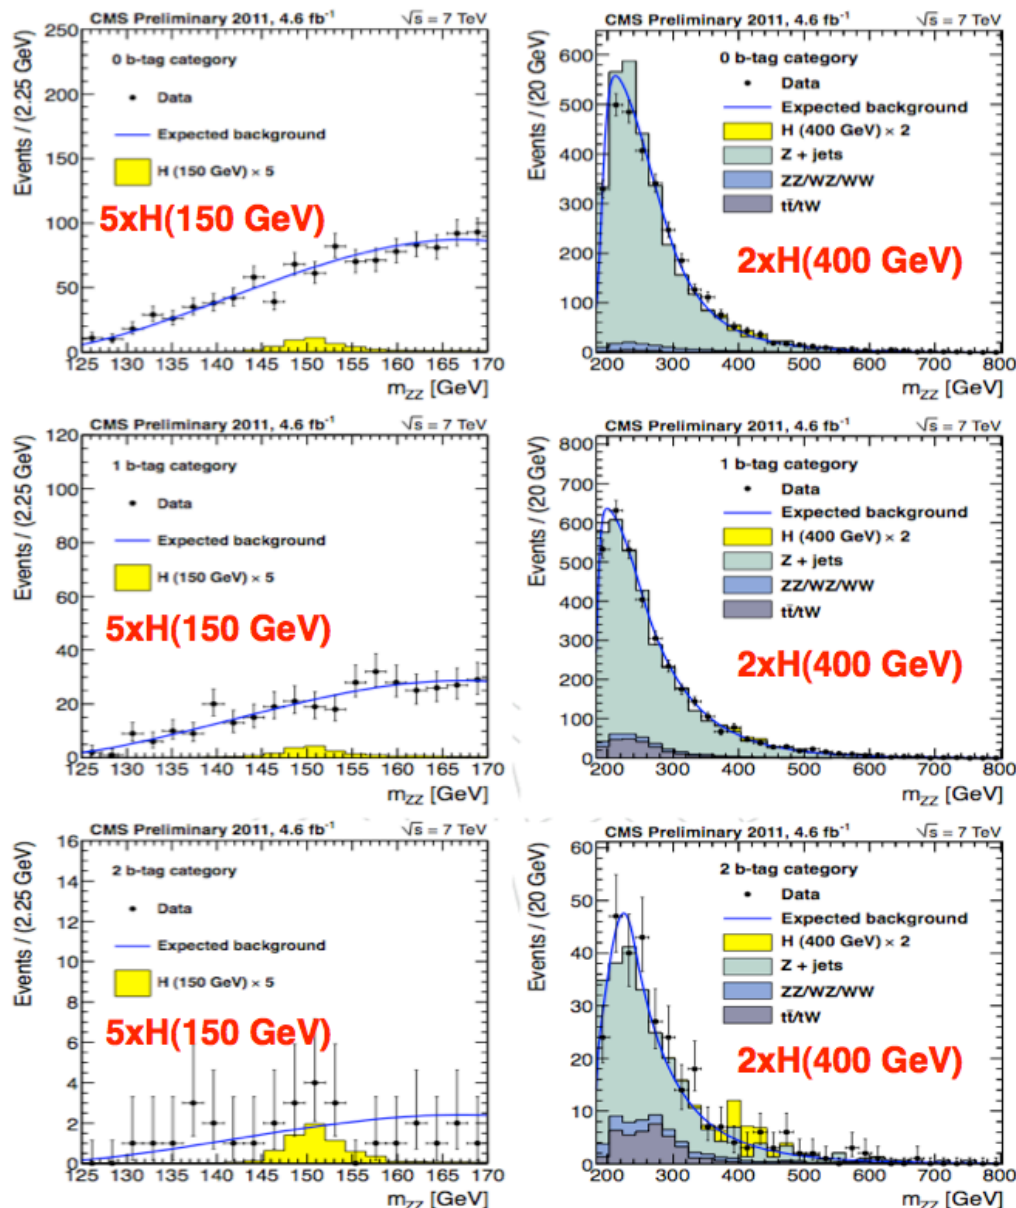 CMS Preliminary 2011, 4.6 fb⁻¹ √s = 7 TeV
Events / (2.25 GeV)
250
200
150
100
50
0
0 b-tag category
Data
Expected background
H (150 GeV) × 5
5xH(150 GeV)
125 130 135 140 145 150 155 160 165 170
m_ZZ [GeV]
CMS Preliminary 2011, 4.6 fb⁻¹ √s = 7 TeV
Events / (20 GeV)
600
500
400
300
200
100
0
0 b-tag category
Data
Expected background
H (400 GeV) × 2
Z + jets
ZZ/WZ/WW
tt̄/tW
2xH(400 GeV)
200 300 400 500 600 700 800
m_ZZ [GeV]
CMS Preliminary 2011, 4.6 fb⁻¹ √s = 7 TeV
Events / (2.25 GeV)
120
100
80
60
40
20
0
1 b-tag category
Data
Expected background
H (150 GeV) × 5
5xH(150 GeV)
125 130 135 140 145 150 155 160 165 170
m_ZZ [GeV]
CMS Preliminary 2011, 4.6 fb⁻¹ √s = 7 TeV
Events / (20 GeV)
800
700
600
500
400
300
200
100
0
1 b-tag category
Data
Expected background
H (400 GeV) × 2
Z + jets
ZZ/WZ/WW
tt̄/tW
2xH(400 GeV)
200 300 400 500 600 700 800
m_ZZ [GeV]
CMS Preliminary 2011, 4.6 fb⁻¹ √s = 7 TeV
Events / (2.25 GeV)
16
14
12
10
8
6
4
2
0
2 b-tag category
Data
Expected background
H (150 GeV) × 5
5xH(150 GeV)
125 130 135 140 145 150 155 160 165 170
m_ZZ [GeV]
CMS Preliminary 2011, 4.6 fb⁻¹ √s = 7 TeV
Events / (20 GeV)
60
50
40
30
20
10
0
2 b-tag category
Data
Expected background
H (400 GeV) × 2
Z + jets
ZZ/WZ/WW
tt̄/tW
2xH(400 GeV)
200 300 400 500 600 700 800
m_ZZ [GeV]